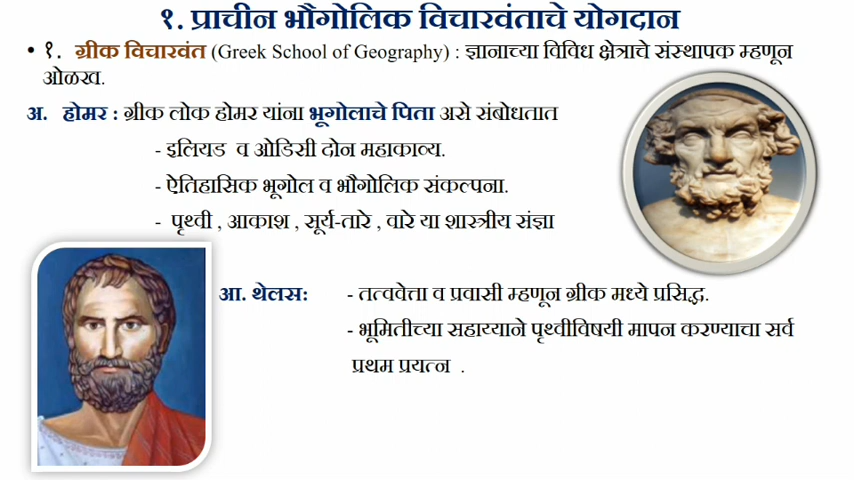 १. प्राचीन भौगोलिक विचारवंताचे योगदान
• १. ग्रीक विचारवंत (Greek School of Geography) : ज्ञानाच्या विविध क्षेत्राचे संस्थापक म्हणून
ओळख.
अ. होमर : ग्रीक लोक होमर यांना भूगोलाचे पिता असे संबोधतात
- इलियड व ओडिसी दोन महाकाव्य.
- ऐतिहासिक भूगोल व भौगोलिक संकल्पना.
- पृथ्वी , आकाश , सूर्य-तारे , वारे या शास्त्रीय संज्ञा
आ. थेलस: - तत्ववेत्ता व प्रवासी म्हणून ग्रीक मध्ये प्रसिद्ध.
- भूमितीच्या सहाय्याने पृथ्वीविषयी मापन करण्याचा सर्व
प्रथम प्रयत्न .